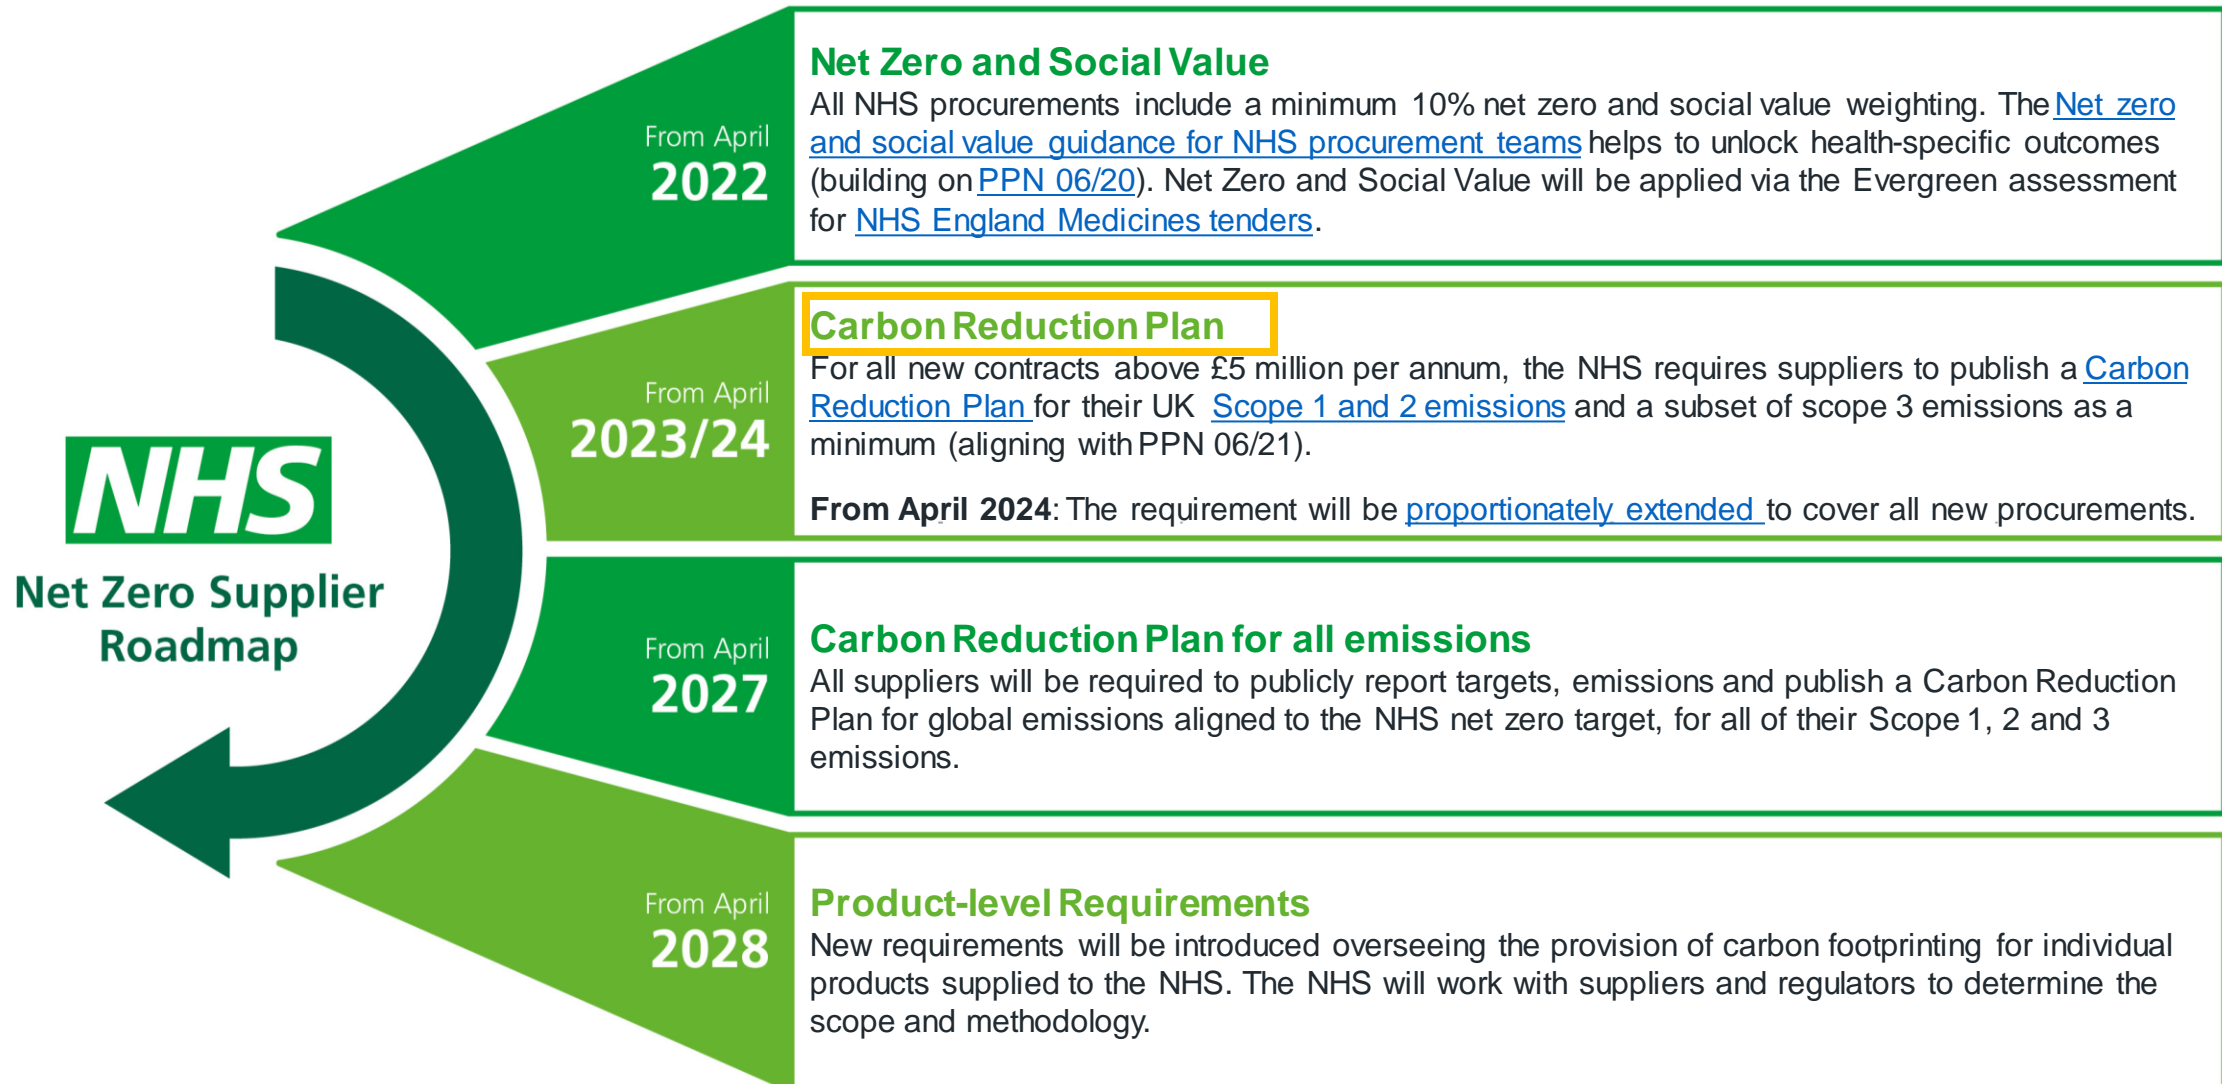 NHS
Net Zero Supplier
Roadmap
From April
2022
Net Zero and Social Value
All NHS procurements include a minimum 10% net zero and social value weighting. The Net zero
and social value guidance for NHS procurement teams helps to unlock health-specific outcomes
(building on PPN 06/20). Net Zero and Social Value will be applied via the Evergreen assessment
for NHS England Medicines tenders.
From April
2023/24
Carbon Reduction Plan
For all new contracts above £5 million per annum, the NHS requires suppliers to publish a Carbon
Reduction Plan for their UK Scope 1 and 2 emissions and a subset of scope 3 emissions as a
minimum (aligning with PPN 06/21).
From April 2024: The requirement will be proportionately extended to cover all new procurements.
From April
2027
Carbon Reduction Plan for all emissions
All suppliers will be required to publicly report targets, emissions and publish a Carbon Reduction
Plan for global emissions aligned to the NHS net zero target, for all of their Scope 1, 2 and 3
emissions.
From April
2028
Product-level Requirements
New requirements will be introduced overseeing the provision of carbon footprinting for individual
products supplied to the NHS. The NHS will work with suppliers and regulators to determine the
scope and methodology.